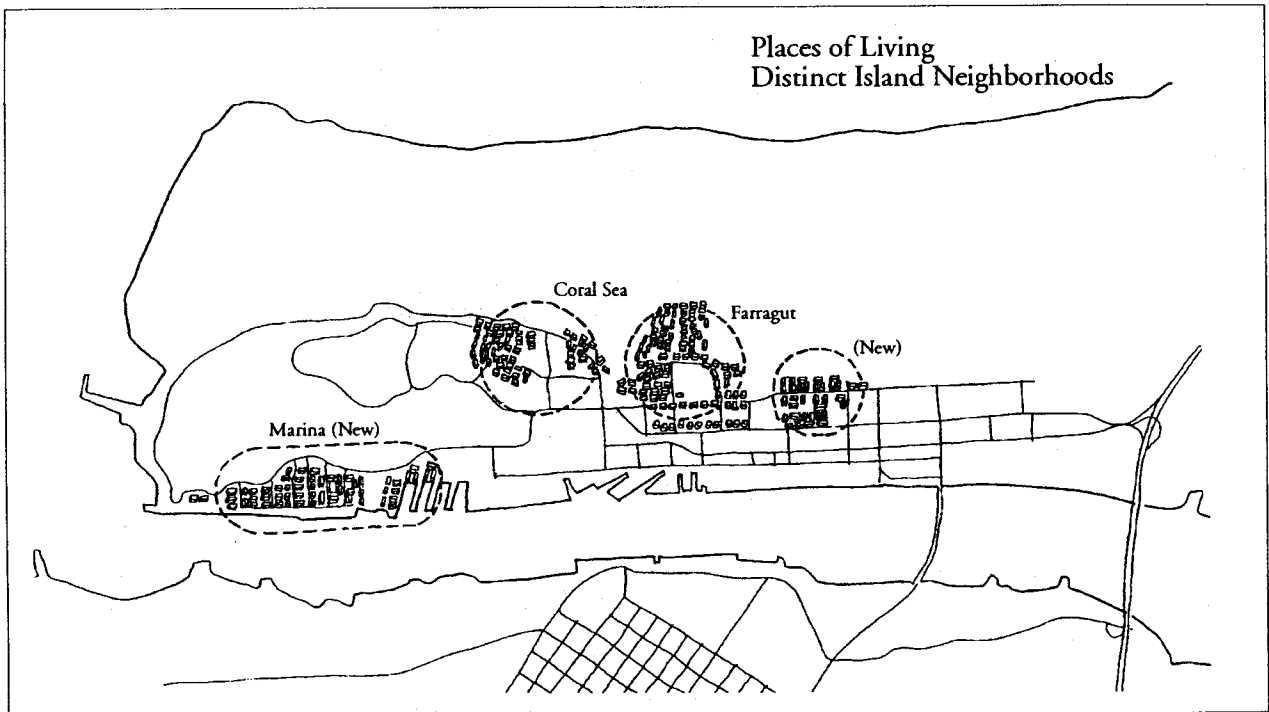 Places of Living
Distinct Island Neighborhoods
Coral Sea
Farragut
(New)
Marina (New)